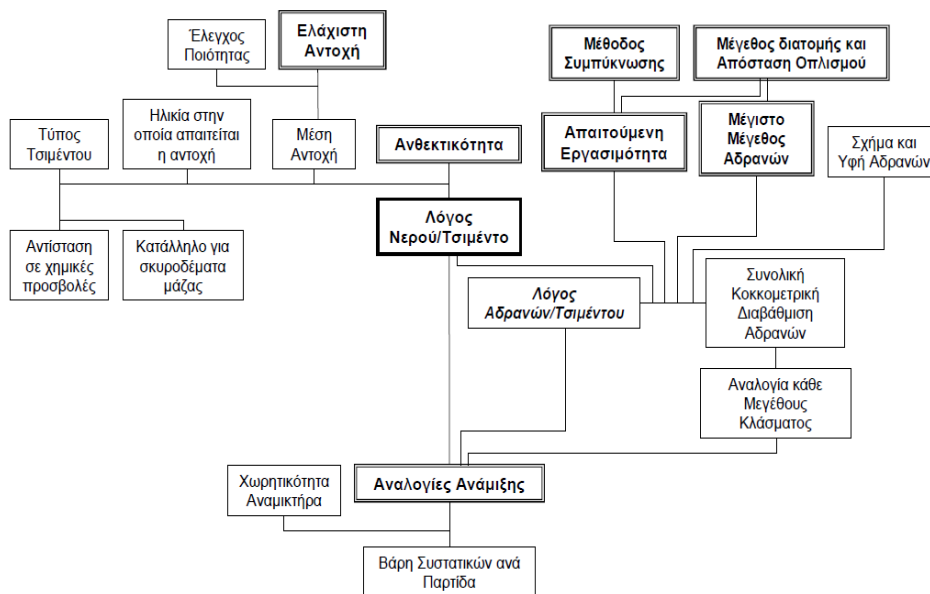 Έλεγχος
Ποιότητας
Ελάχιστη
Αντοχή
Μέθοδος
Συμπύκνωσης
Μέγεθος διατομής και
Απόσταση Οπλισμού
Τύπος
Τσιμέντου
Ηλικία στην
οποία απαιτείται
η αντοχή
Μέση
Αντοχή
Ανθεκτικότητα
Απαιτούμενη
Εργασιμότητα
Μέγιστο
Μέγεθος
Αδρανών
Σχήμα και
Υφή Αδρανών
Αντίσταση
σε χημικές
προσβολές
Κατάλληλο για
σκυροδέματα
μάζας
Λόγος
Νερού/Τσιμέντο
Λόγος
Αδρανών/Τσιμέντου
Συνολική
Κοκκομετρική
Διαβάθμιση
Αδρανών
Αναλογία κάθε
Μεγέθους
Κλάσματος
Χωρητικότητα
Αναμικτήρα
Αναλογίες Ανάμιξης
Βάρη Συστατικών ανά
Παρτίδα